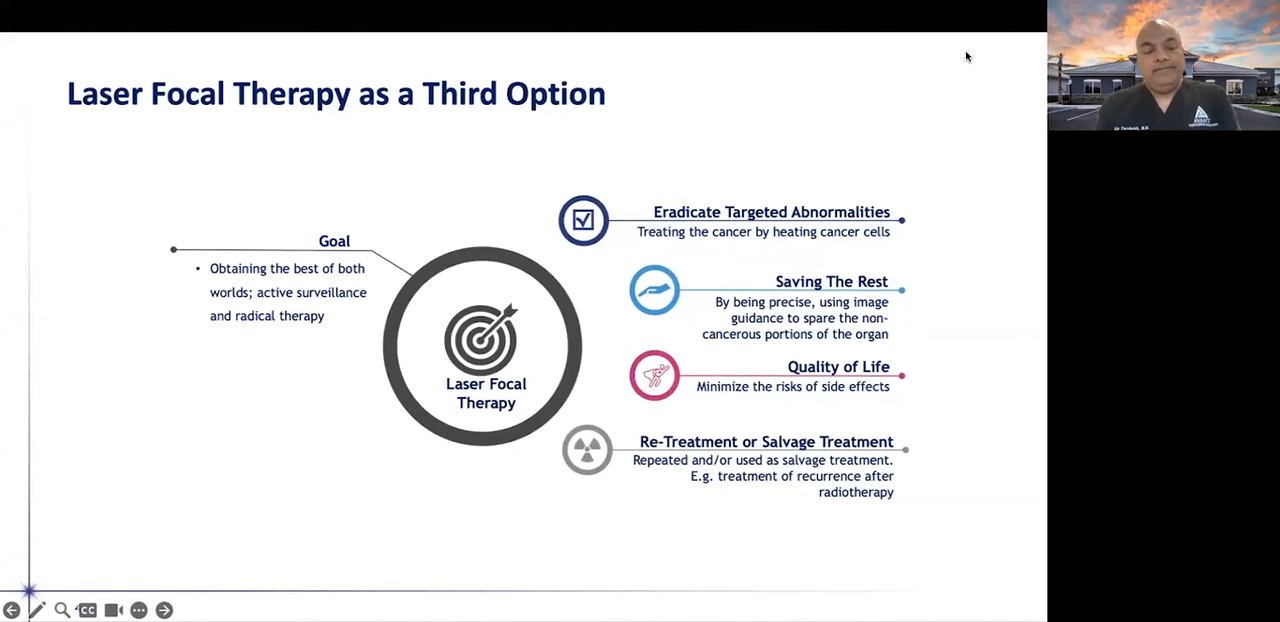 Laser Focal Therapy as a Third Option
Goal
• Obtaining the best of both
worlds; active surveillance
and radical therapy
Laser Focal
Therapy
Eradicate Targeted Abnormalities
Treating the cancer by heating cancer cells
Saving The Rest
By being precise, using image
guidance to spare the non-
cancerous portions of the organ
Quality of Life
Minimize the risks of side effects
Re-Treatment or Salvage Treatment
Repeated and/or used as salvage treatment.
E.g. treatment of recurrence after
radiotherapy
CC